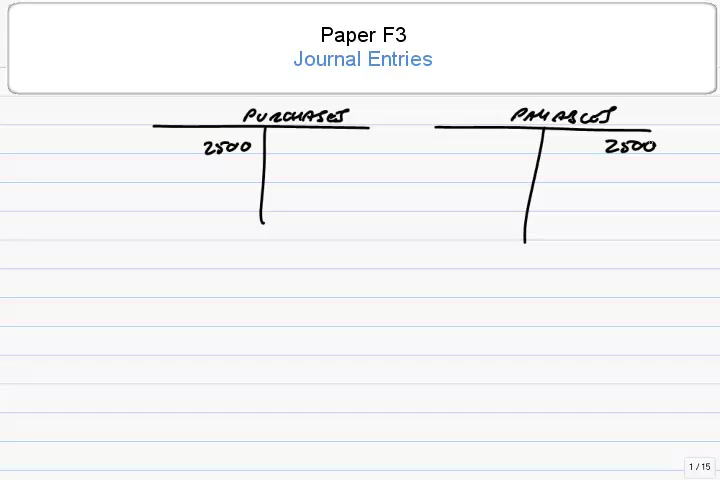 Paper F3
Journal Entries
PURCHASES PAYABLES
2500 2500
1 / 15